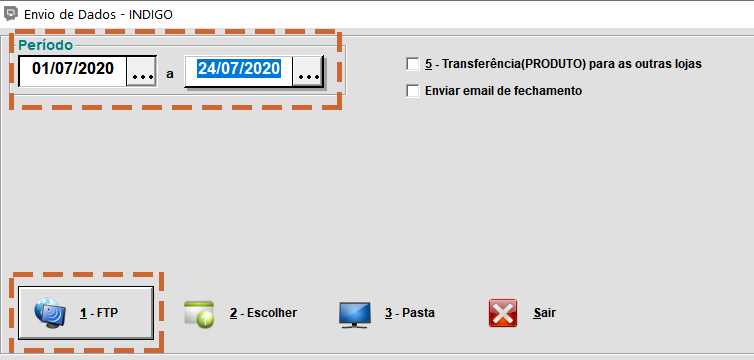 Envio de Dados - INDIGO
Período
01/07/2020 ... a 24/07/2020 ...
5 - Transferência(PRODUTO) para as outras lojas
Enviar email de fechamento
1 - FTP
2 - Escolher
3 - Pasta
Sair